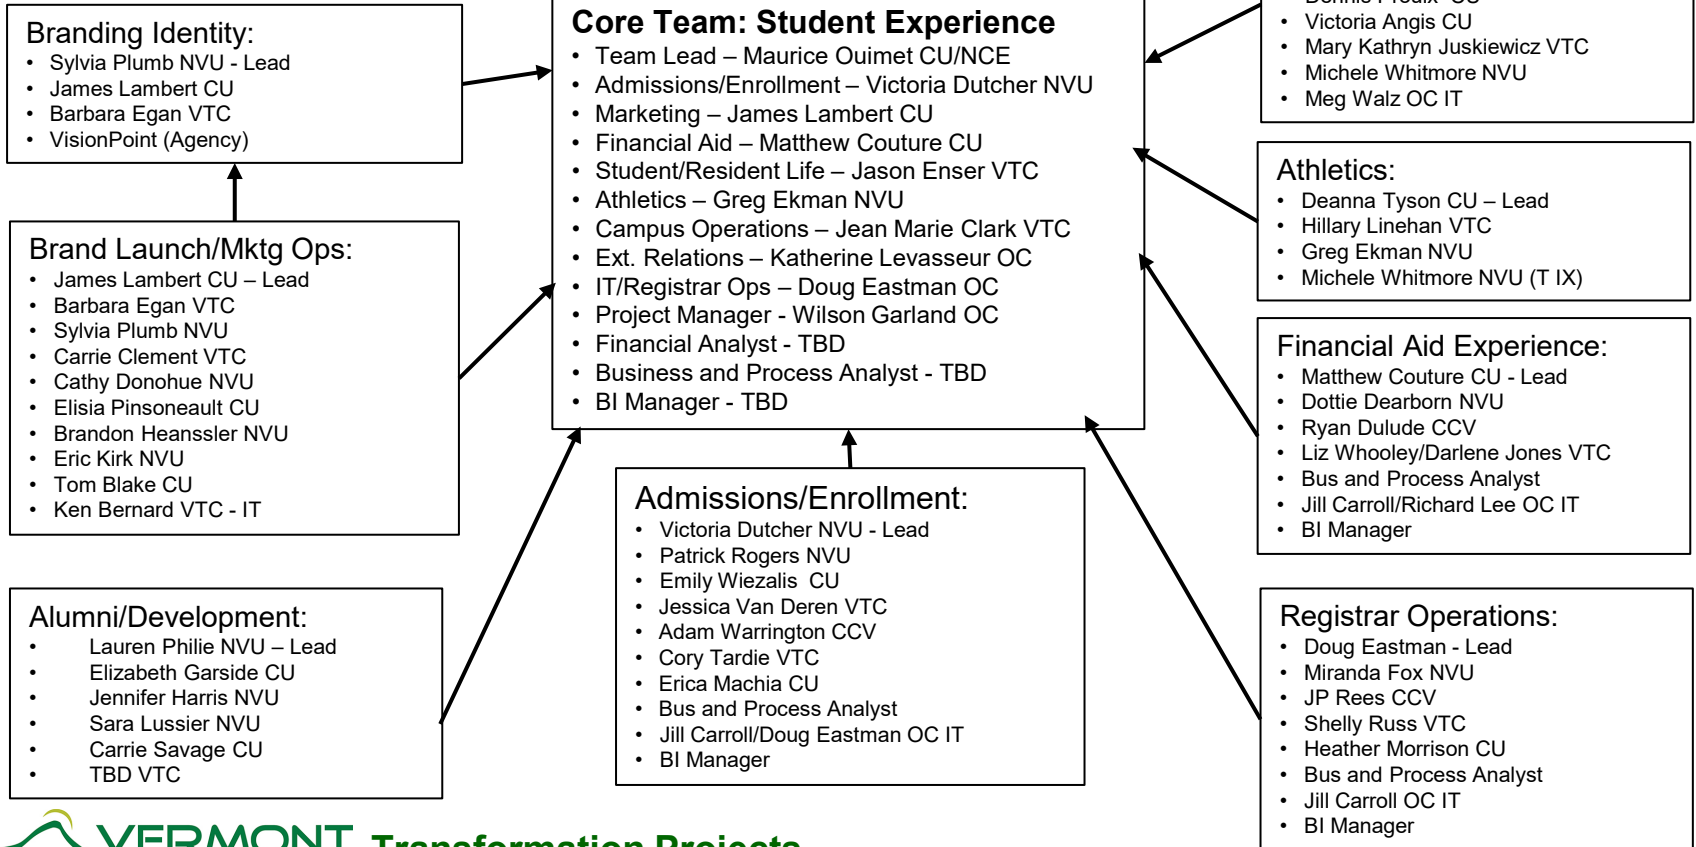 Branding Identity:
• Sylvia Plumb NVU - Lead
• James Lambert CU
• Barbara Egan VTC
• VisionPoint (Agency)
Brand Launch/Mktg Ops:
• James Lambert CU – Lead
• Barbara Egan VTC
• Sylvia Plumb NVU
• Carrie Clement VTC
• Cathy Donohue NVU
• Elisia Pinsoneault CU
• Brandon Heanssler NVU
• Eric Kirk NVU
• Tom Blake CU
• Ken Bernard VTC - IT
Alumni/Development:
• Lauren Philie NVU – Lead
• Elizabeth Garside CU
• Jennifer Harris NVU
• Sara Lussier NVU
• Carrie Savage CU
• TBD VTC
Core Team: Student Experience
• Team Lead – Maurice Ouimet CU/NCE
• Admissions/Enrollment – Victoria Dutcher NVU
• Marketing – James Lambert CU
• Financial Aid – Matthew Couture CU
• Student/Resident Life – Jason Enser VTC
• Athletics – Greg Ekman NVU
• Campus Operations – Jean Marie Clark VTC
• Ext. Relations – Katherine Levasseur OC
• IT/Registrar Ops – Doug Eastman OC
• Project Manager - Wilson Garland OC
• Financial Analyst - TBD
• Business and Process Analyst - TBD
• BI Manager - TBD
Admissions/Enrollment:
• Victoria Dutcher NVU - Lead
• Patrick Rogers NVU
• Emily Wiezalis CU
• Jessica Van Deren VTC
• Adam Warrington CCV
• Cory Tardie VTC
• Erica Machia CU
• Bus and Process Analyst
• Jill Carroll/Doug Eastman OC IT
• BI Manager
• Victoria Angis CU
• Mary Kathryn Juskiewicz VTC
• Michele Whitmore NVU
• Meg Walz OC IT
Athletics:
• Deanna Tyson CU – Lead
• Hillary Linehan VTC
• Greg Ekman NVU
• Michele Whitmore NVU (T IX)
Financial Aid Experience:
• Matthew Couture CU - Lead
• Dottie Dearborn NVU
• Ryan Dulude CCV
• Liz Whooley/Darlene Jones VTC
• Bus and Process Analyst
• Jill Carroll/Richard Lee OC IT
• BI Manager
Registrar Operations:
• Doug Eastman - Lead
• Miranda Fox NVU
• JP Rees CCV
• Shelly Russ VTC
• Heather Morrison CU
• Bus and Process Analyst
• Jill Carroll OC IT
• BI Manager
VERMONT
Transformation Projects